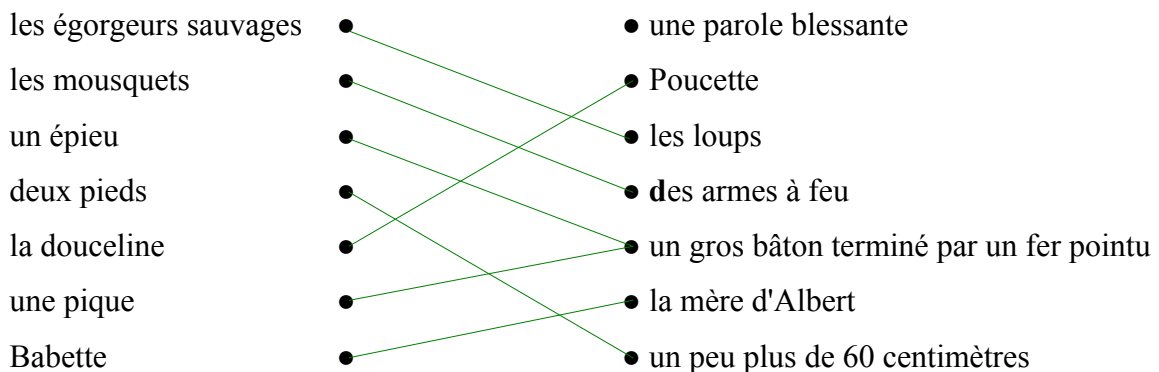 les égorgeurs sauvages ● ● une parole blessante
les mousquets ● ● Poucette
un épieu ● ● les loups
deux pieds ● ● des armes à feu
la douceline ● ● un gros bâton terminé par un fer pointu
une pique ● ● la mère d'Albert
Babette ● ● un peu plus de 60 centimètres